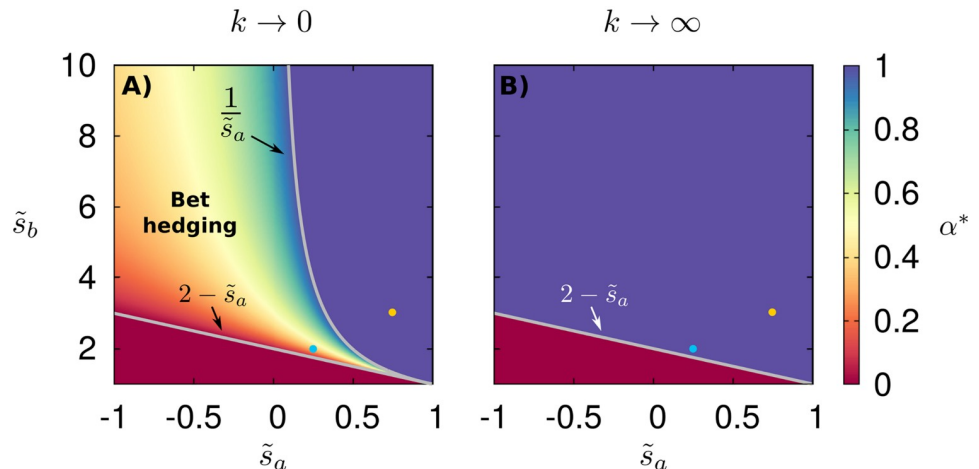 k → 0
k → ∞
A)
B)
10
8
6
4
2
s̃_b
1/s̃_a
Bet
hedging
2 − s̃_a
2 − s̃_a
-1 -0.5 0 0.5 1
-1 -0.5 0 0.5 1
s̃_a
s̃_a
1
0.8
0.6
0.4
0.2
0
α*